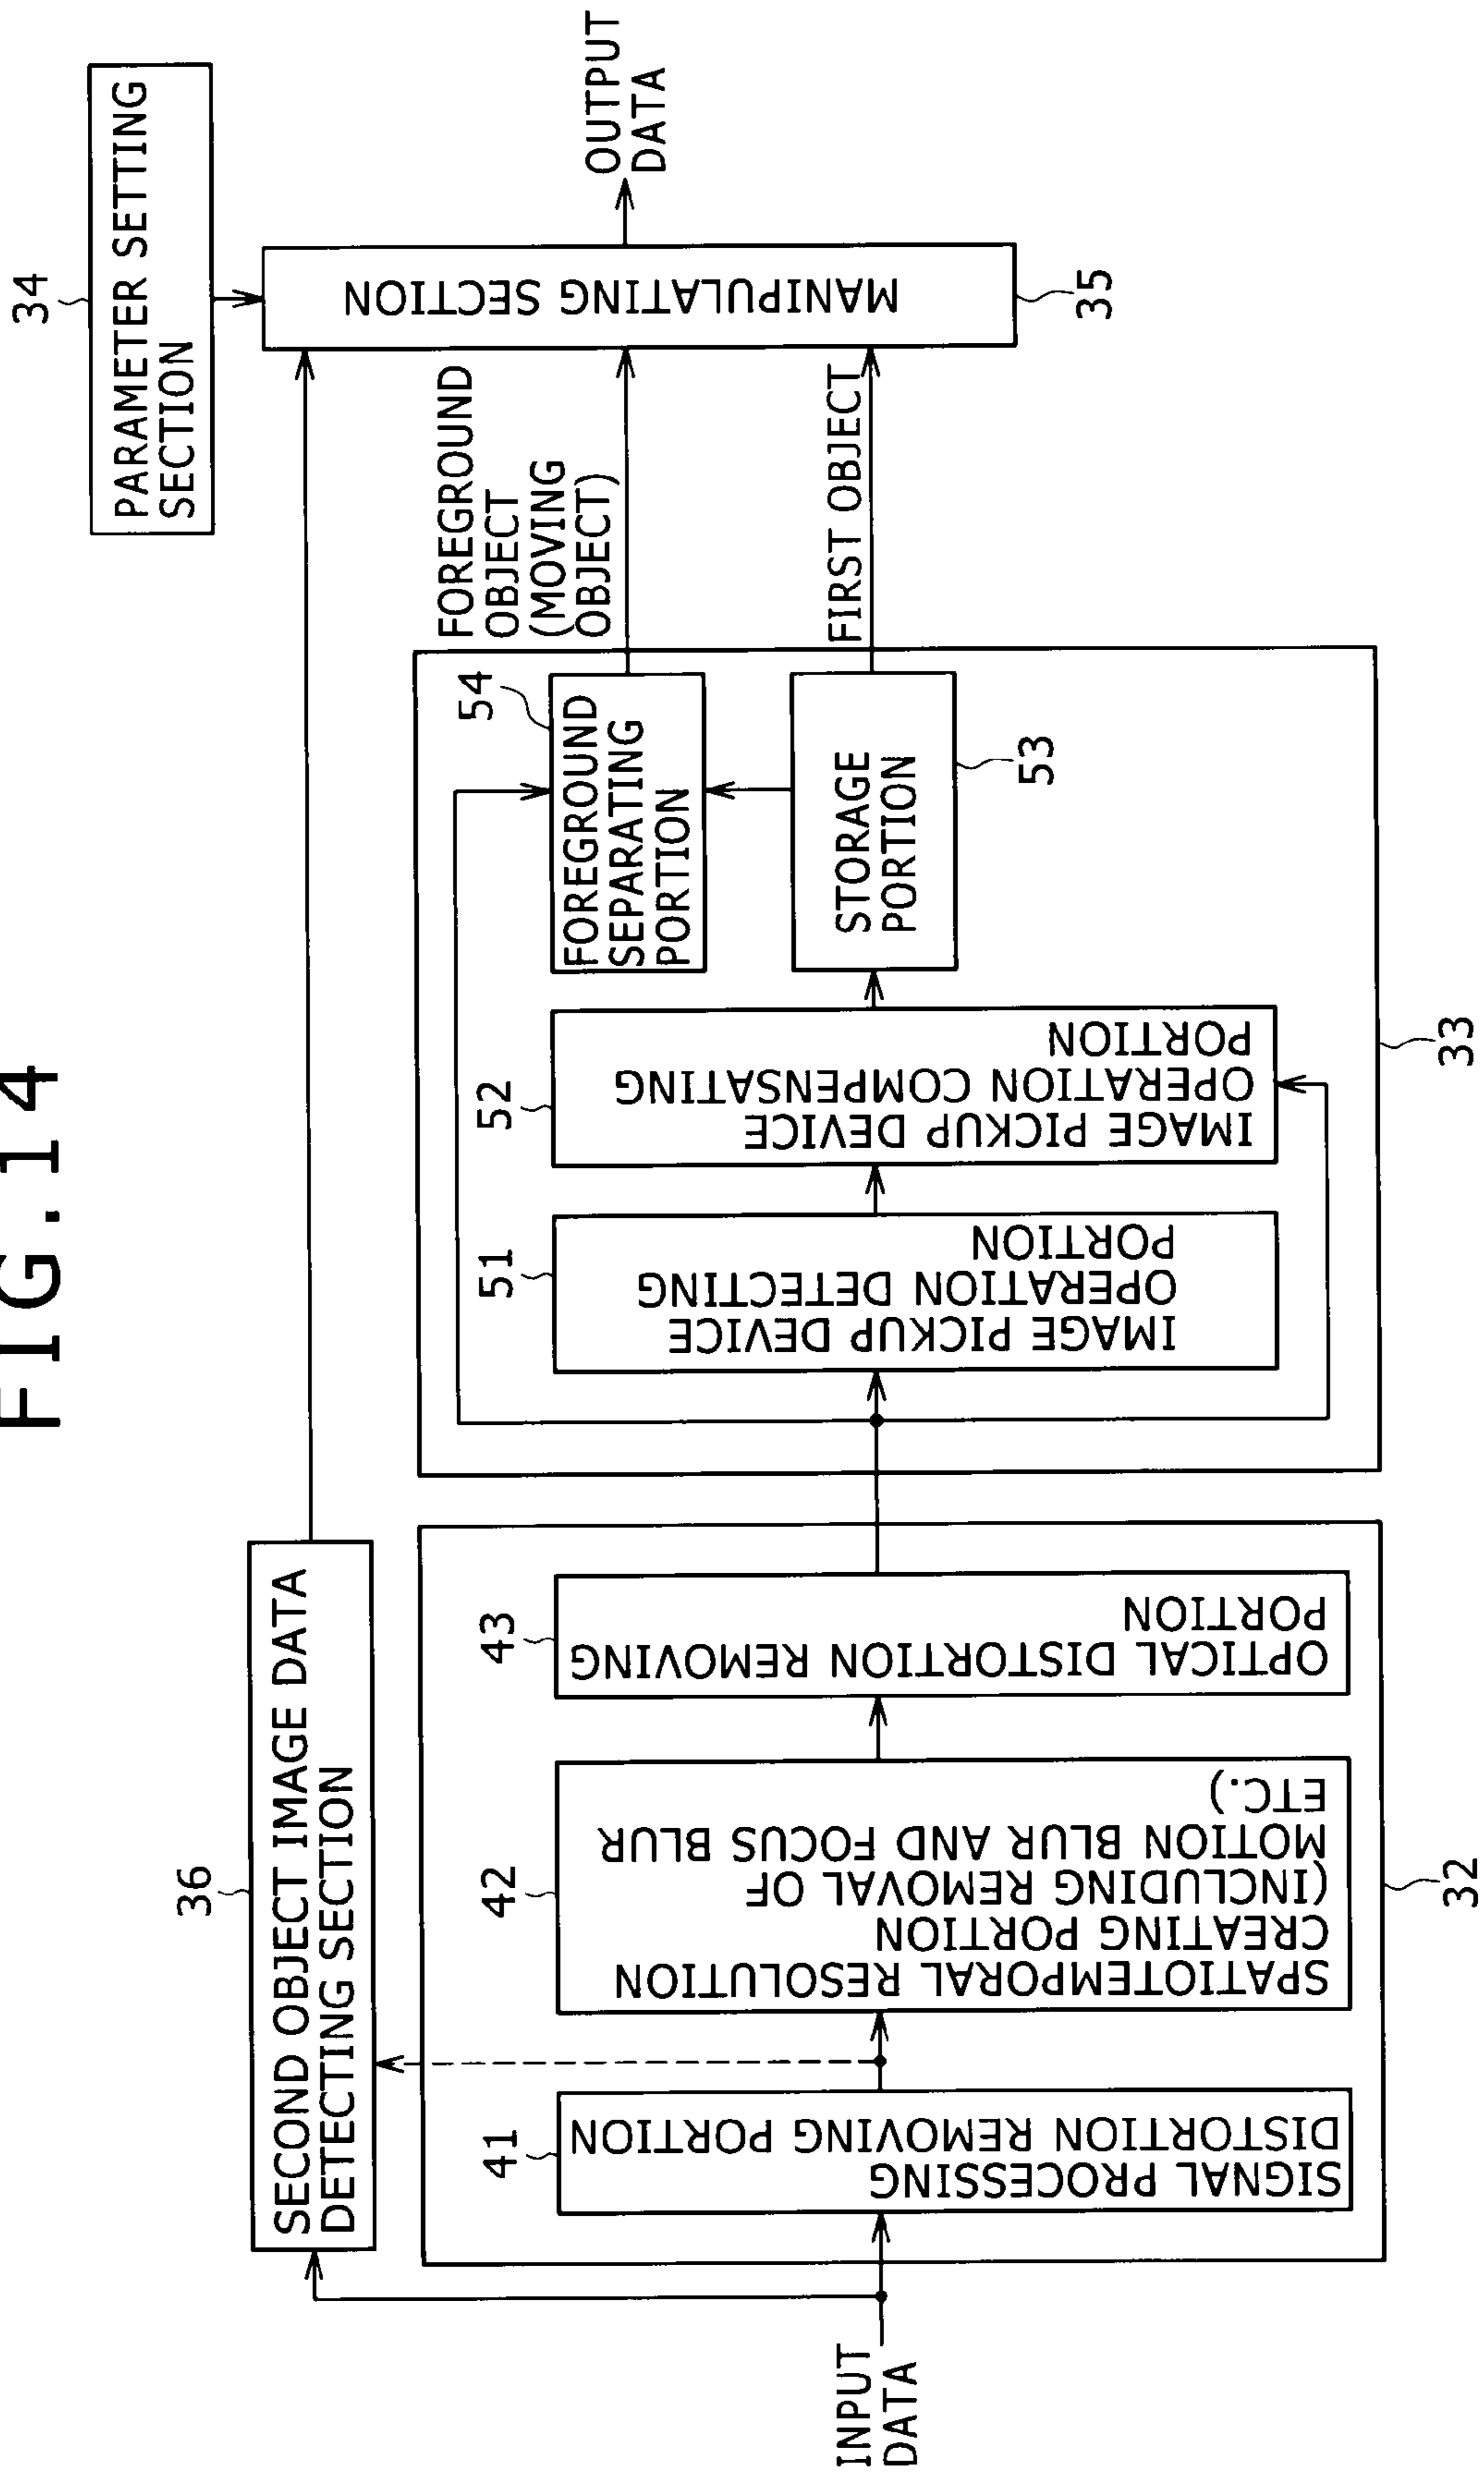 FIG.14
34
PARAMETER SETTING
SECTION
36
SECOND OBJECT IMAGE DATA
DETECTING SECTION
INPUT
DATA
41
SIGNAL PROCESSING
DISTORTION REMOVING PORTION
42
SPATIOTEMPORAL RESOLUTION
CREATING PORTION
(INCLUDING REMOVAL OF
MOTION BLUR AND FOCUS BLUR
ETC.)
43
OPTICAL DISTORTION REMOVING
PORTION
32
51
IMAGE PICKUP DEVICE
OPERATION DETECTING
PORTION
52
IMAGE PICKUP DEVICE
OPERATION COMPENSATING
PORTION
54
FOREGROUND
SEPARATING
PORTION
STORAGE
PORTION
53
33
FOREGROUND
OBJECT
(MOVING
OBJECT)
FIRST OBJECT
MANIPULATING SECTION
35
OUTPUT
DATA